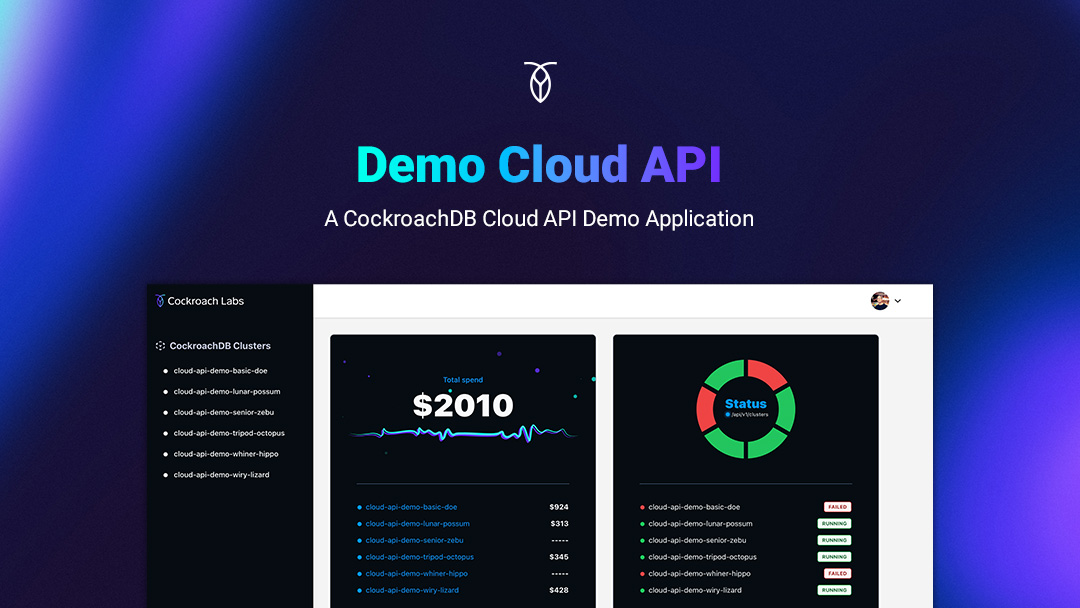 Demo Cloud API
A CockroachDB Cloud API Demo Application
Cockroach Labs
CockroachDB Clusters
cloud-api-demo-basic-doe
cloud-api-demo-lunar-possum
cloud-api-demo-senior-zebu
cloud-api-demo-tripod-octopus
cloud-api-demo-whiner-hippo
cloud-api-demo-wiry-lizard
Total spend
$2010
cloud-api-demo-basic-doe $924
cloud-api-demo-lunar-possum $313
cloud-api-demo-senior-zebu -----
cloud-api-demo-tripod-octopus $345
cloud-api-demo-whiner-hippo -----
cloud-api-demo-wiry-lizard $428
Status
/api/v1/clusters
cloud-api-demo-basic-doe FAILED
cloud-api-demo-lunar-possum RUNNING
cloud-api-demo-senior-zebu RUNNING
cloud-api-demo-tripod-octopus RUNNING
cloud-api-demo-whiner-hippo FAILED
cloud-api-demo-wiry-lizard RUNNING